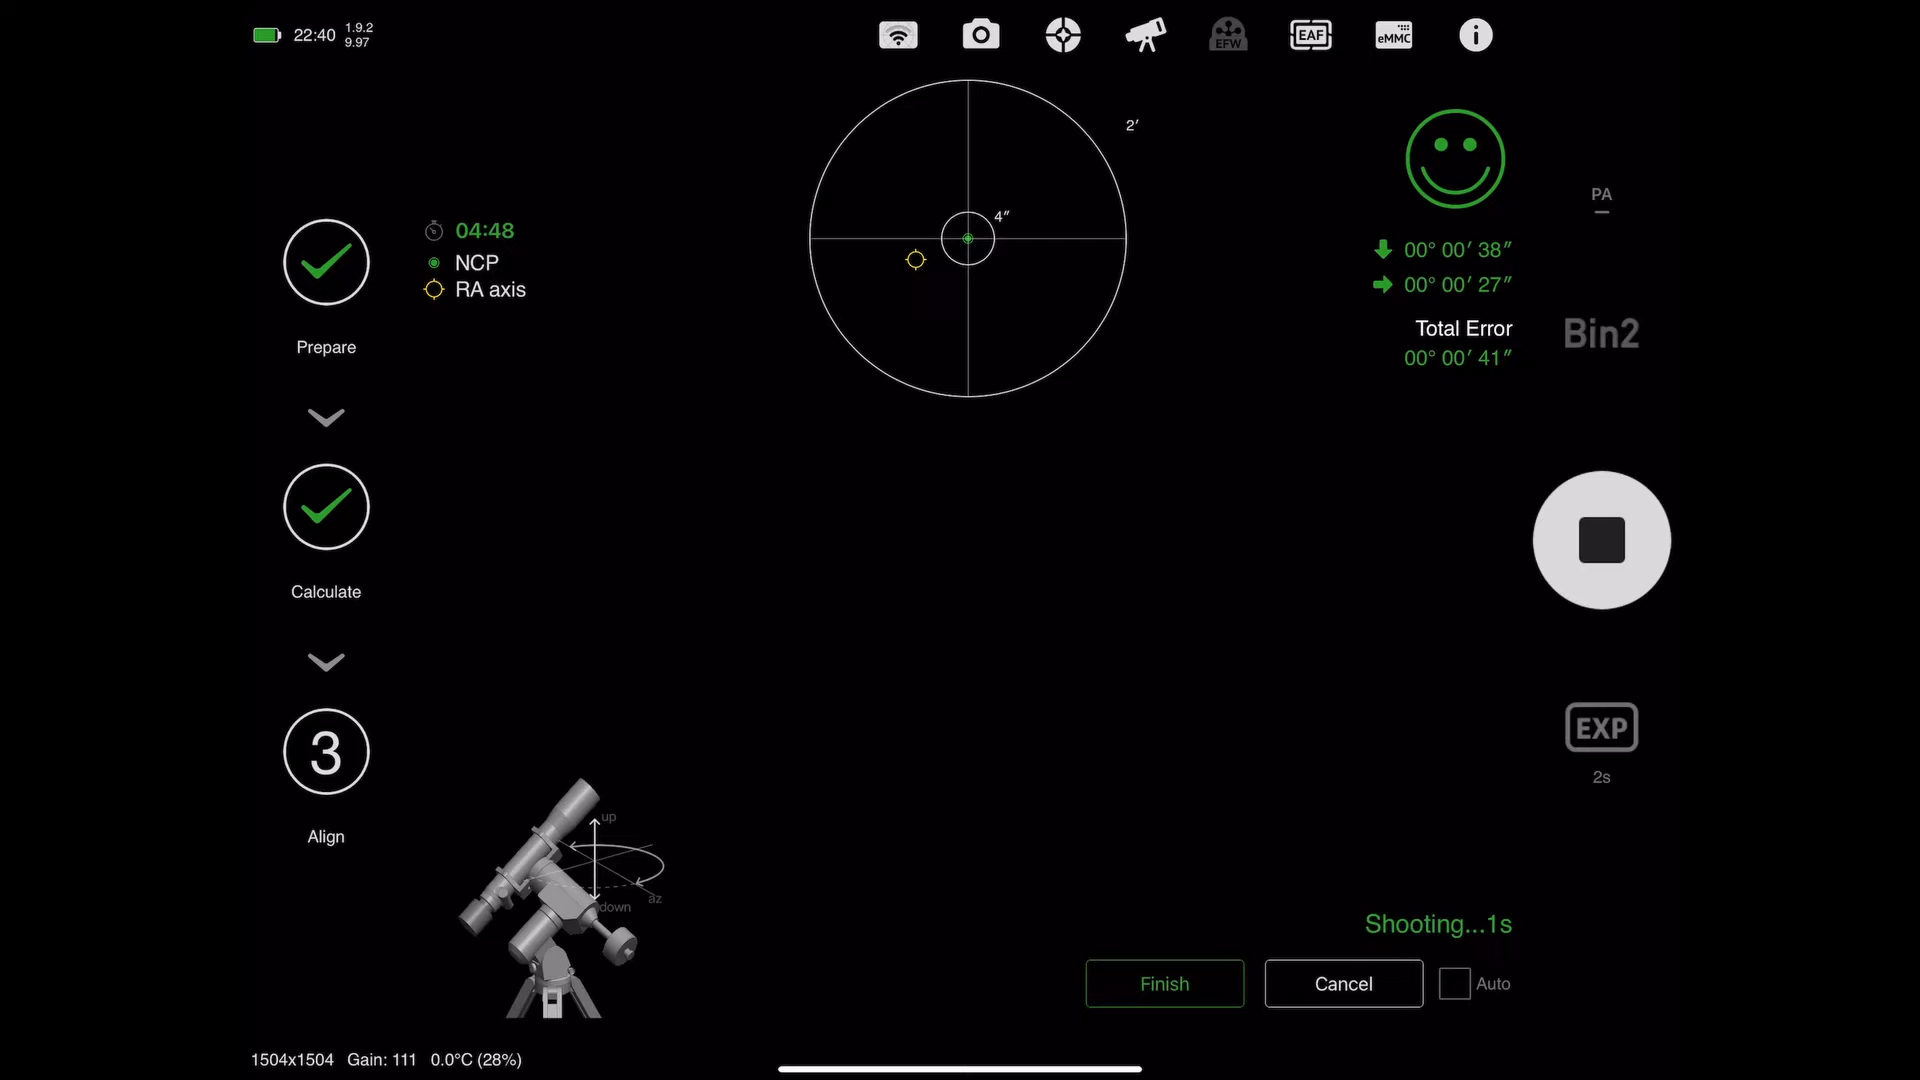 22:40 1.9.2
9.97
EFW
EAF
eMMC
i
2′
4″
04:48
NCP
RA axis
PA
00° 00′ 38″
00° 00′ 27″
Total Error
00° 00′ 41″
Bin2
Prepare
Calculate
3
Align
EXP
2s
up
down
az
Shooting...1s
Finish
Cancel
Auto
1504x1504 Gain: 111 0.0°C (28%)